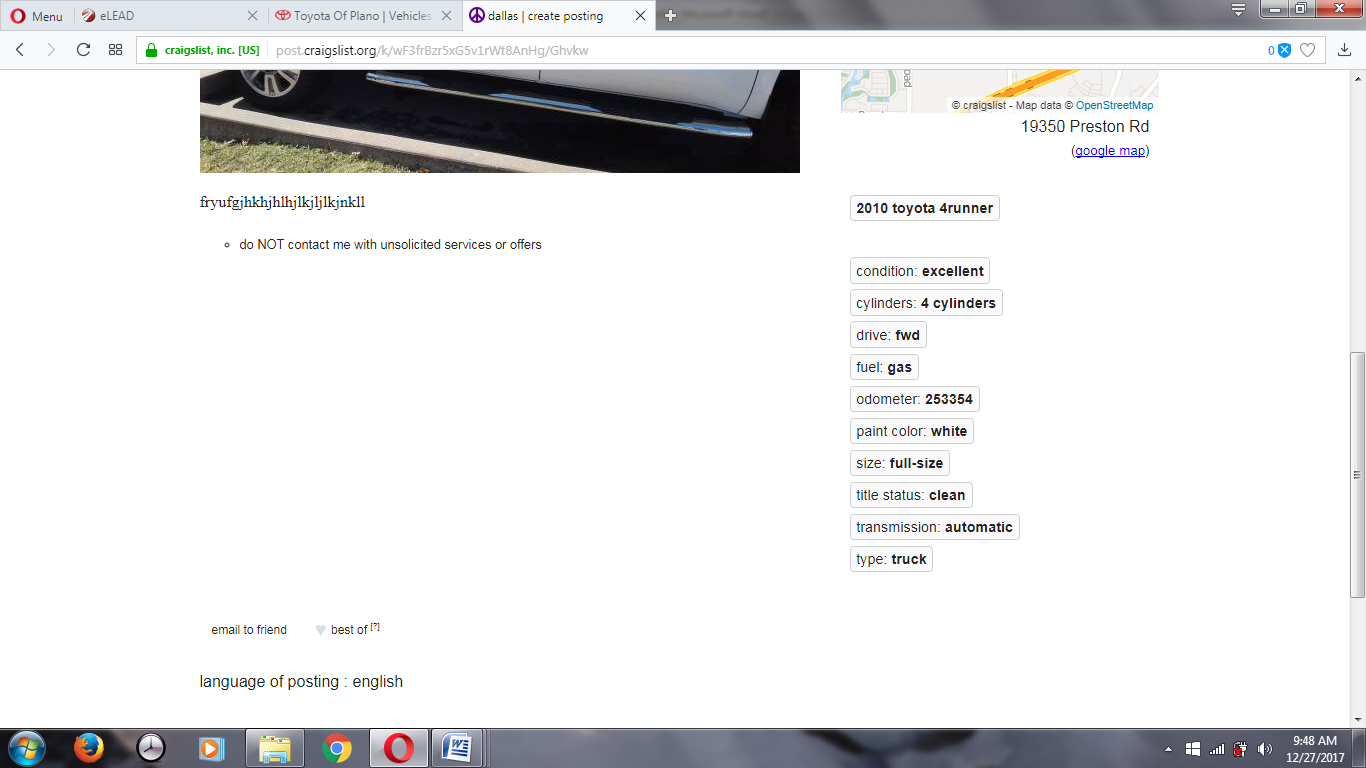 Menu
eLEAD
Toyota Of Plano | Vehicles
dallas | create posting
craigslist, inc. [US]
post.craigslist.org/k/wF3frBzr5xG5v1rWt8AnHg/Ghvkw
0
© craigslist - Map data © OpenStreetMap
19350 Preston Rd
(google map)
fryufgjhkhjhlhjlkjljlkjnkll
do NOT contact me with unsolicited services or offers
2010 toyota 4runner
condition: excellent
cylinders: 4 cylinders
drive: fwd
fuel: gas
odometer: 253354
paint color: white
size: full-size
title status: clean
transmission: automatic
type: truck
email to friend
best of [?]
language of posting : english
9:48 AM
12/27/2017